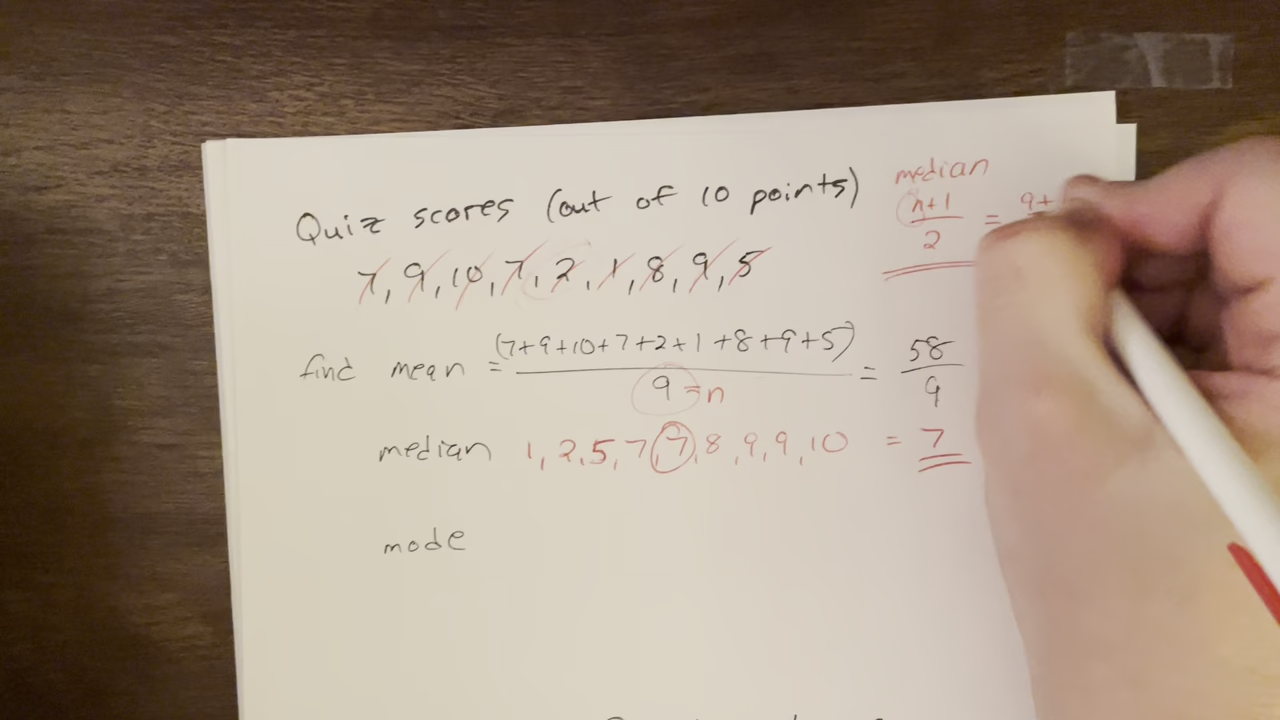 Quiz scores (out of 10 points)
7, 9, 10, 7, 2, 1, 8, 9, 5
median
n+1 / 2 = 9+
find mean = (7+9+10+7+2+1+8+9+5) / 9 = 58 / 9
= n
median 1, 2, 5, 7, 7, 8, 9, 9, 10 = 7
mode